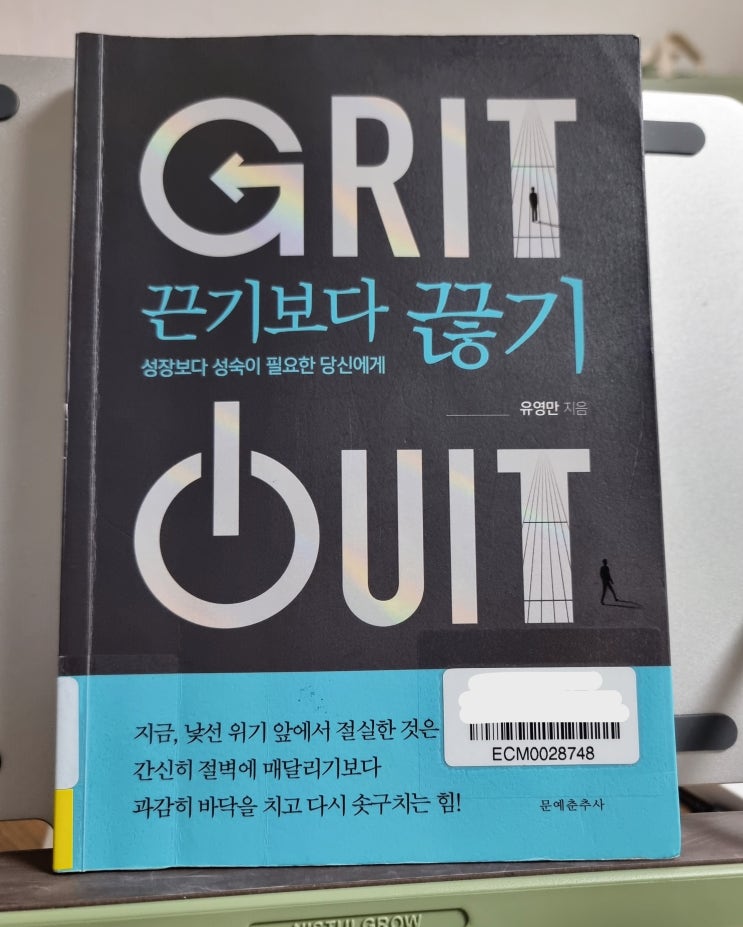 GRIT
끈기보다 끊기
성장보다 성숙이 필요한 당신에게
유영만 지음
QUIT
지금, 낯선 위기 앞에서 절실한 것은
간신히 절벽에 매달리기보다
과감히 바닥을 치고 다시 솟구치는 힘!
ECM0028748
문예춘추사